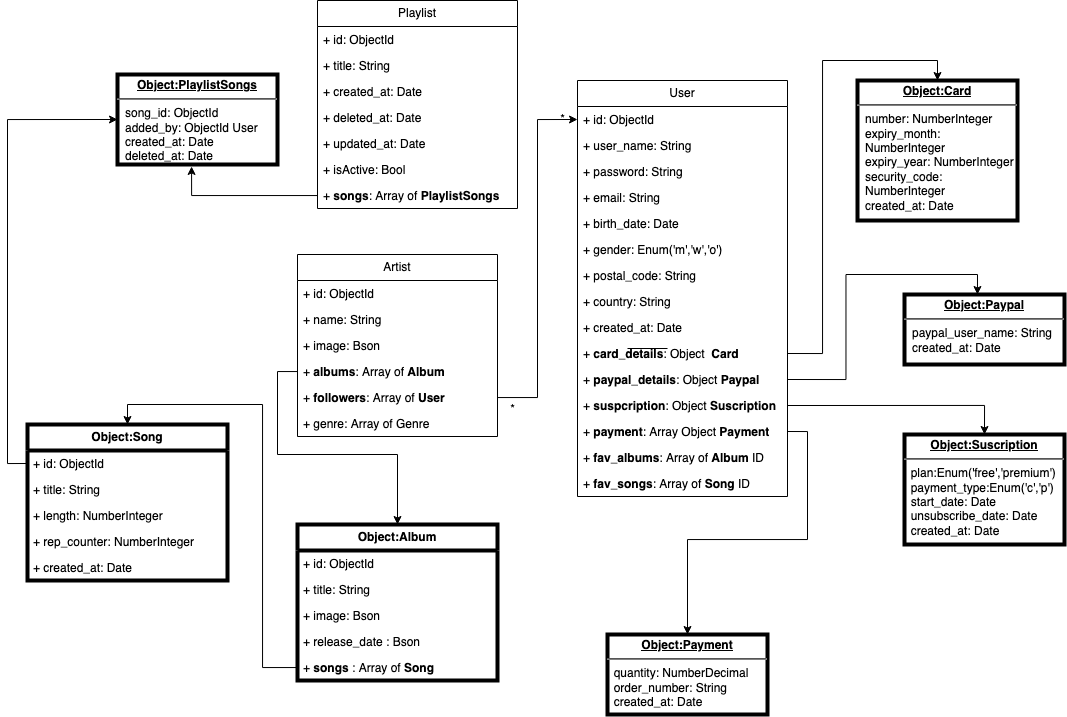 Playlist
+ id: ObjectId
+ title: String
+ created_at: Date
+ deleted_at: Date
+ updated_at: Date
+ isActive: Bool
+ songs: Array of PlaylistSongs
Object:PlaylistSongs
song_id: ObjectId
added_by: ObjectId User
created_at: Date
deleted_at: Date
User
+ id: ObjectId
+ user_name: String
+ password: String
+ email: String
+ birth_date: Date
+ gender: Enum('m','w','o')
+ postal_code: String
+ country: String
+ created_at: Date
+ card_details: Object Card
+ paypal_details: Object Paypal
+ suspcription: Object Suscription
+ payment: Array Object Payment
+ fav_albums: Array of Album ID
+ fav_songs: Array of Song ID
*
*
Object:Card
number: NumberInteger
expiry_month:
NumberInteger
expiry_year: NumberInteger
security_code:
NumberInteger
created_at: Date
Object:Paypal
paypal_user_name: String
created_at: Date
Artist
+ id: ObjectId
+ name: String
+ image: Bson
+ albums: Array of Album
+ followers: Array of User
+ genre: Array of Genre
Object:Song
+ id: ObjectId
+ title: String
+ length: NumberInteger
+ rep_counter: NumberInteger
+ created_at: Date
Object:Suscription
plan:Enum('free','premium')
payment_type:Enum('c','p')
start_date: Date
unsubscribe_date: Date
created_at: Date
Object:Album
+ id: ObjectId
+ title: String
+ image: Bson
+ release_date : Bson
+ songs : Array of Song
Object:Payment
quantity: NumberDecimal
order_number: String
created_at: Date